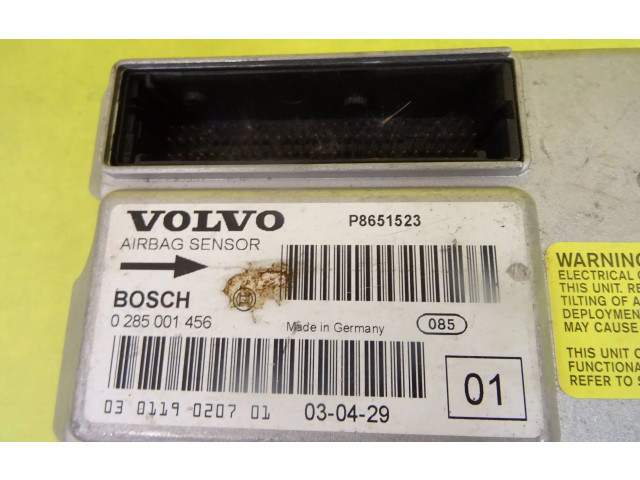 VOLVO P8651523
AIRBAG SENSOR
BOSCH
0 285 001 456 Made in Germany 085
01
03 0119 0207 01 03-04-29
WARNING
ELECTRICAL
THIS UNIT. RE
TILTING OF A
DEPLOYMEN
MAY CAUSE
THIS UNIT
FUNCTIONA
REFER TO S